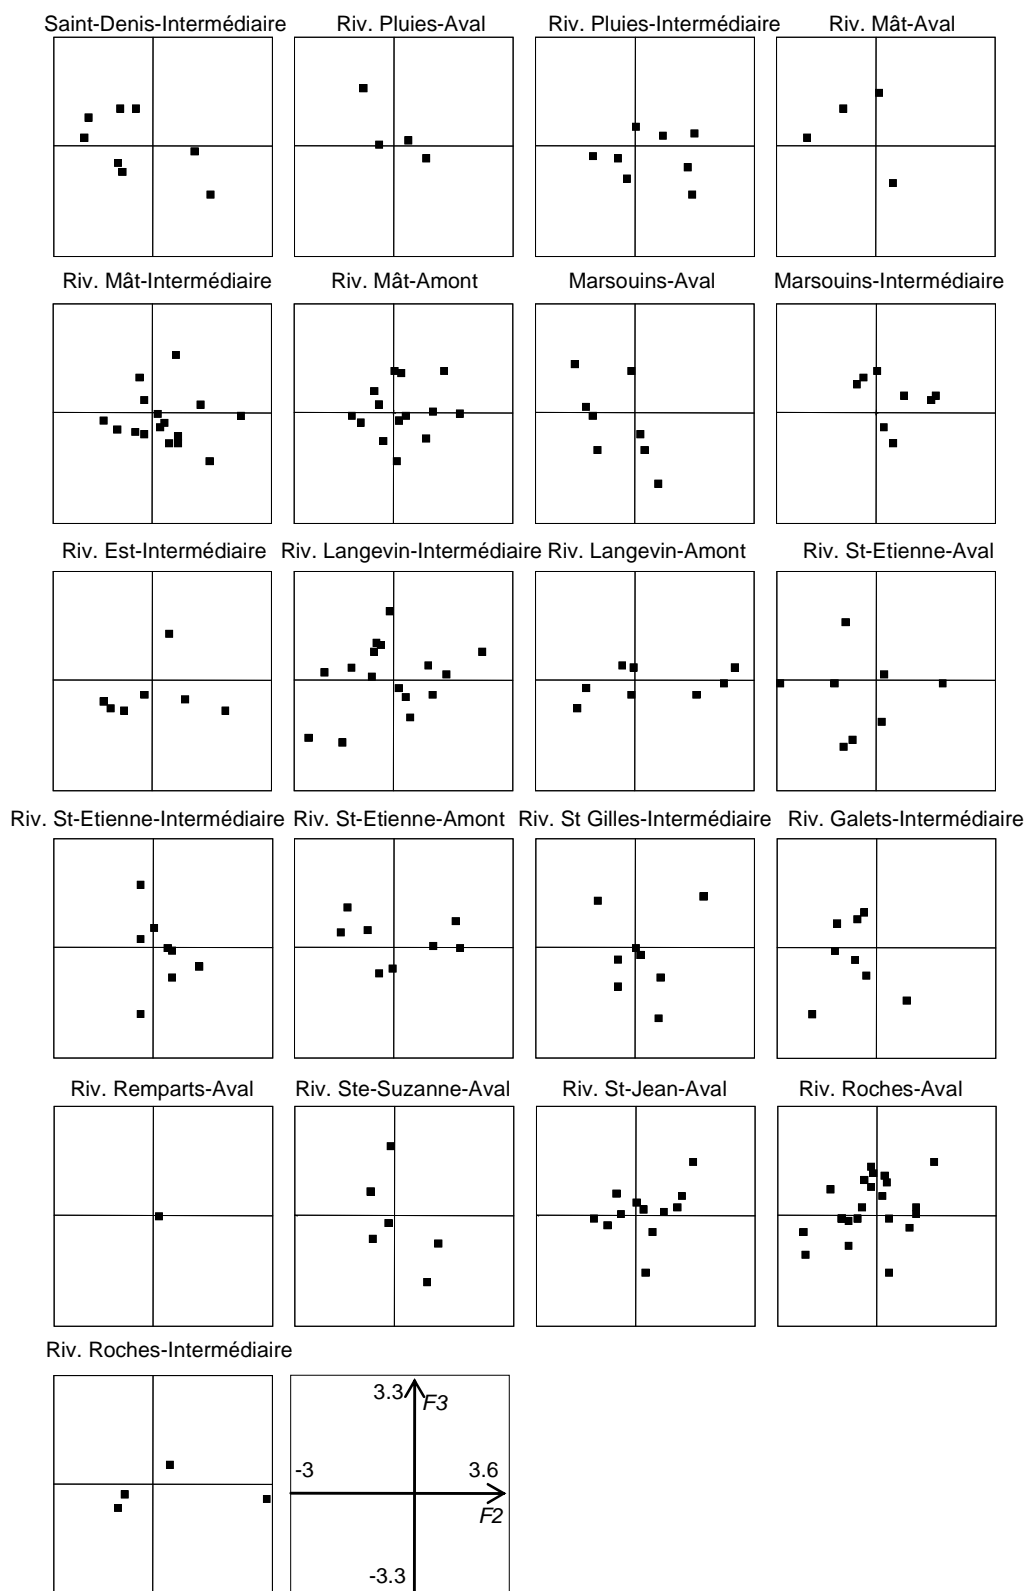 Saint-Denis-Intermédiaire Riv. Pluies-Aval Riv. Pluies-Intermédiaire Riv. Mât-Aval
Riv. Mât-Intermédiaire Riv. Mât-Amont Marsouins-Aval Marsouins-Intermédiaire
Riv. Est-Intermédiaire Riv. Langevin-Intermédiaire Riv. Langevin-Amont Riv. St-Etienne-Aval
Riv. St-Etienne-Intermédiaire Riv. St-Etienne-Amont Riv. St Gilles-Intermédiaire Riv. Galets-Intermédiaire
Riv. Remparts-Aval Riv. Ste-Suzanne-Aval Riv. St-Jean-Aval Riv. Roches-Aval
Riv. Roches-Intermédiaire
3.3 F3
-3 3.6
F2
-3.3